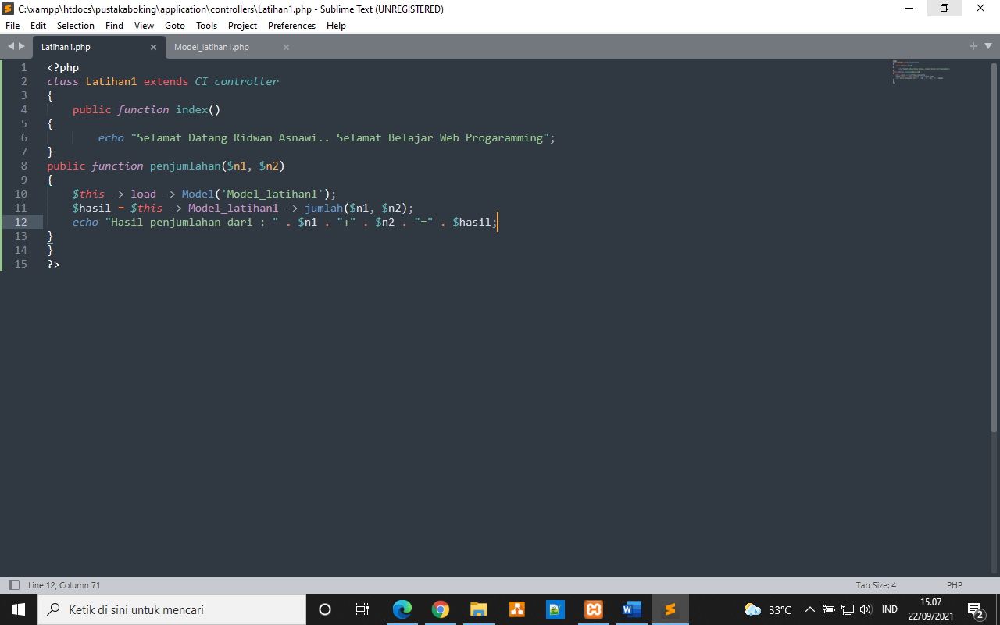 C:\xampp\htdocs\pustakaboking\application\controllers\Latihan1.php - Sublime Text (UNREGISTERED)
File Edit Selection Find View Goto Tools Project Preferences Help
Latihan1.php × Model_latihan1.php ×
1 <?php
2 class Latihan1 extends CI_controller
3 {
4 public function index()
5 {
6 echo "Selamat Datang Ridwan Asnawi.. Selamat Belajar Web Progaramming";
7 }
8 public function penjumlahan($n1, $n2)
9 {
10 $this -> load -> Model('Model_latihan1');
11 $hasil = $this -> Model_latihan1 -> jumlah($n1, $n2);
12 echo "Hasil penjumlahan dari : " . $n1 . "+" . $n2 . "=" . $hasil;
13 }
14 }
15 ?>
Line 12, Column 71 Tab Size: 4 PHP
Ketik di sini untuk mencari 33°C IND 15.07
22/09/2021 2